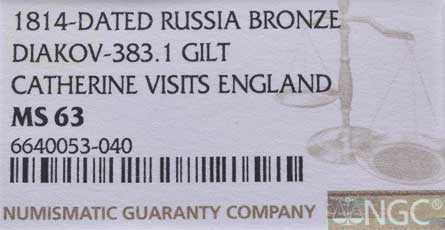 1814-DATED RUSSIA BRONZE
DIAKOV-383.1 GILT
CATHERINE VISITS ENGLAND
MS 63
6640053-040
NUMISMATIC GUARANTY COMPANY NGC®